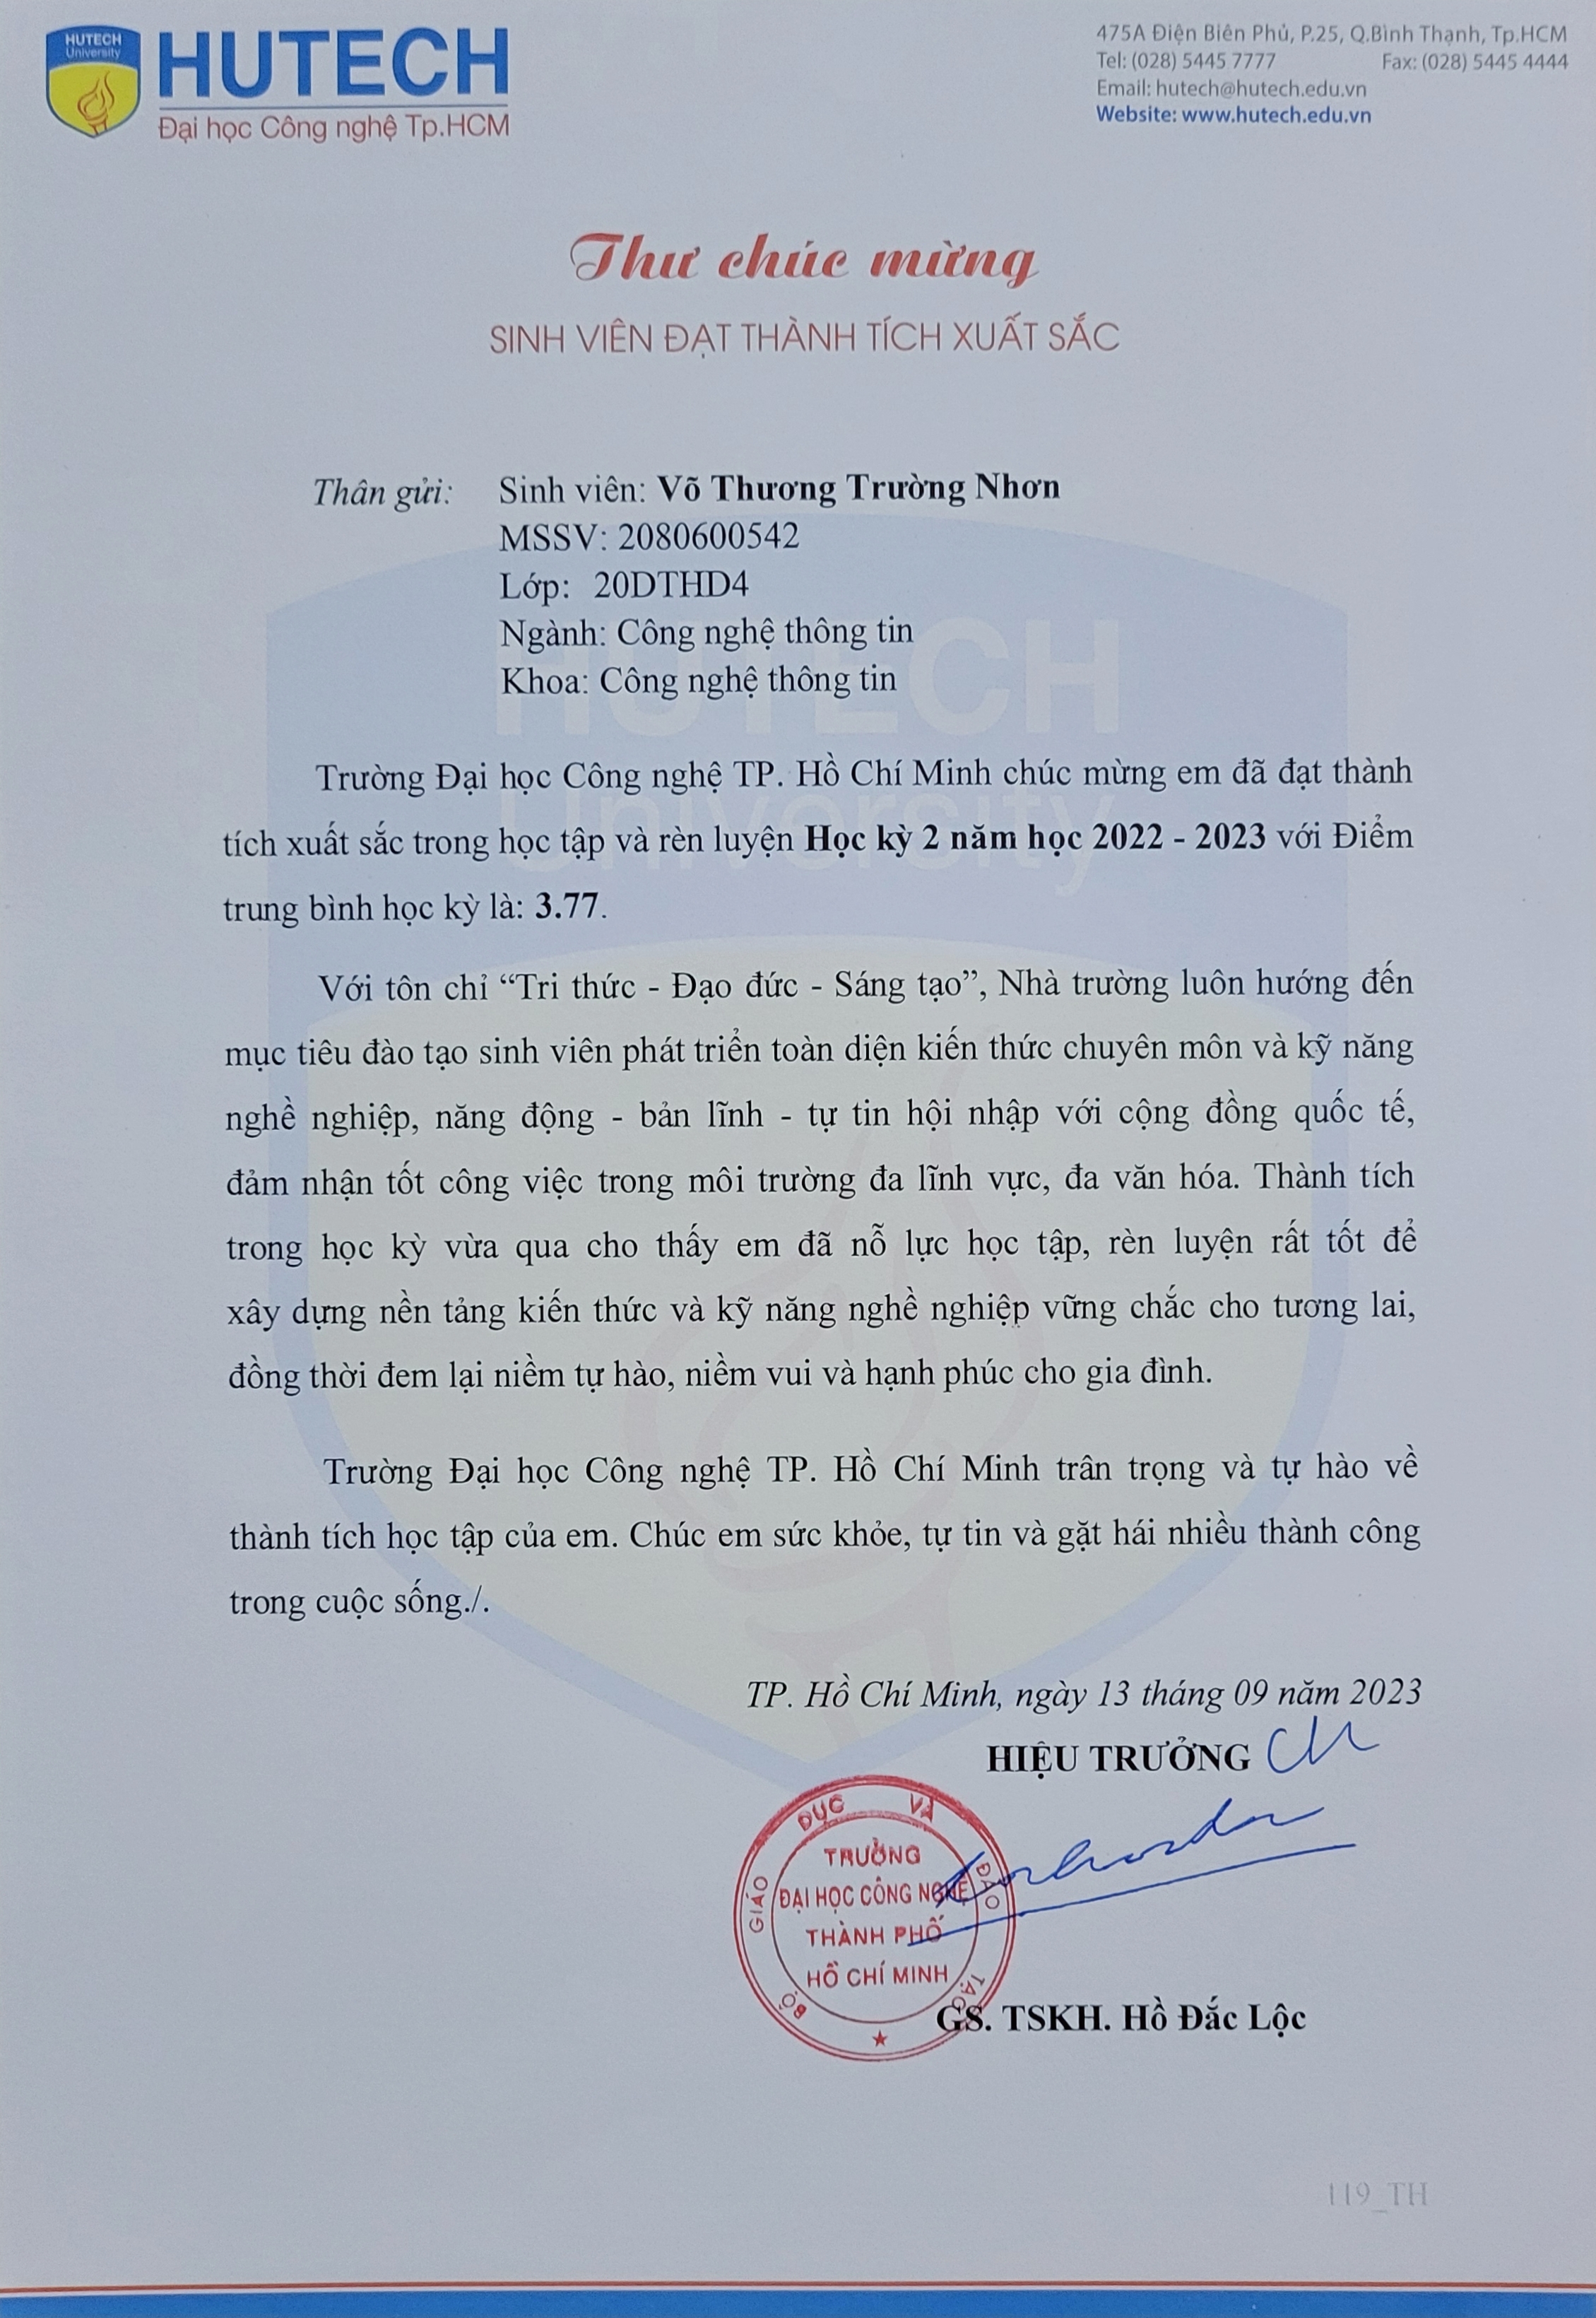 HUTECH
University
HUTECH
Đại học Công nghệ Tp.HCM
475A Điện Biên Phủ, P.25, Q.Bình Thạnh, Tp.HCM
Tel: (028) 5445 7777 Fax: (028) 5445 4444
Email: hutech@hutech.edu.vn
Website: www.hutech.edu.vn
Thư chúc mừng
SINH VIÊN ĐẠT THÀNH TÍCH XUẤT SẮC
Thân gửi: Sinh viên: Võ Thương Trường Nhơn
MSSV: 2080600542
Lớp: 20DTHD4
Ngành: Công nghệ thông tin
Khoa: Công nghệ thông tin
HUTECH
University
Trường Đại học Công nghệ TP. Hồ Chí Minh chúc mừng em đã đạt thành
tích xuất sắc trong học tập và rèn luyện Học kỳ 2 năm học 2022 - 2023 với Điểm
trung bình học kỳ là: 3.77.
Với tôn chỉ “Tri thức - Đạo đức - Sáng tạo”, Nhà trường luôn hướng đến
mục tiêu đào tạo sinh viên phát triển toàn diện kiến thức chuyên môn và kỹ năng
nghề nghiệp, năng động - bản lĩnh - tự tin hội nhập với cộng đồng quốc tế,
đảm nhận tốt công việc trong môi trường đa lĩnh vực, đa văn hóa. Thành tích
trong học kỳ vừa qua cho thấy em đã nỗ lực học tập, rèn luyện rất tốt để
xây dựng nền tảng kiến thức và kỹ năng nghề nghiệp vững chắc cho tương lai,
đồng thời đem lại niềm tự hào, niềm vui và hạnh phúc cho gia đình.
Trường Đại học Công nghệ TP. Hồ Chí Minh trân trọng và tự hào về
thành tích học tập của em. Chúc em sức khỏe, tự tin và gặt hái nhiều thành công
trong cuộc sống./.
TP. Hồ Chí Minh, ngày 13 tháng 09 năm 2023
HIỆU TRƯỞNG
BỘ GIÁO DỤC VÀ ĐÀO TẠO
TRƯỜNG
ĐẠI HỌC CÔNG NGHỆ
THÀNH PHỐ
HỒ CHÍ MINH
GS. TSKH. Hồ Đắc Lộc
119_TH